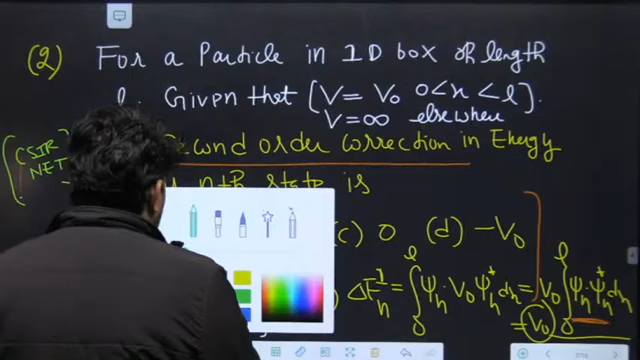 (2) For a Particle in 1D box of length
l. Given that (V = V₀ 0<x<l).
V = ∞ elsewhere
(CSIR NET) Second order correction in Energy
nth state is
(c) 0 (d) -V₀
ΔE¹ₙ = ∫₀ˡ ψₙ · V₀ ψₙ* dx = V₀ ∫₀ˡ ψₙ · ψₙ* dx
= V₀